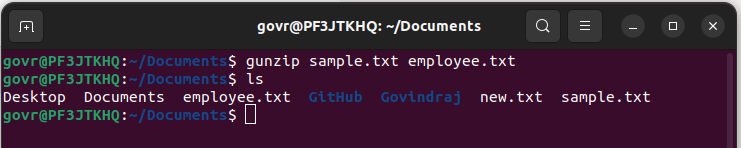 govr@PF3JTKHQ: ~/Documents
govr@PF3JTKHQ:~/Documents$ gunzip sample.txt employee.txt
govr@PF3JTKHQ:~/Documents$ ls
Desktop  Documents  employee.txt  GitHub  Govindraj  new.txt  sample.txt
govr@PF3JTKHQ:~/Documents$